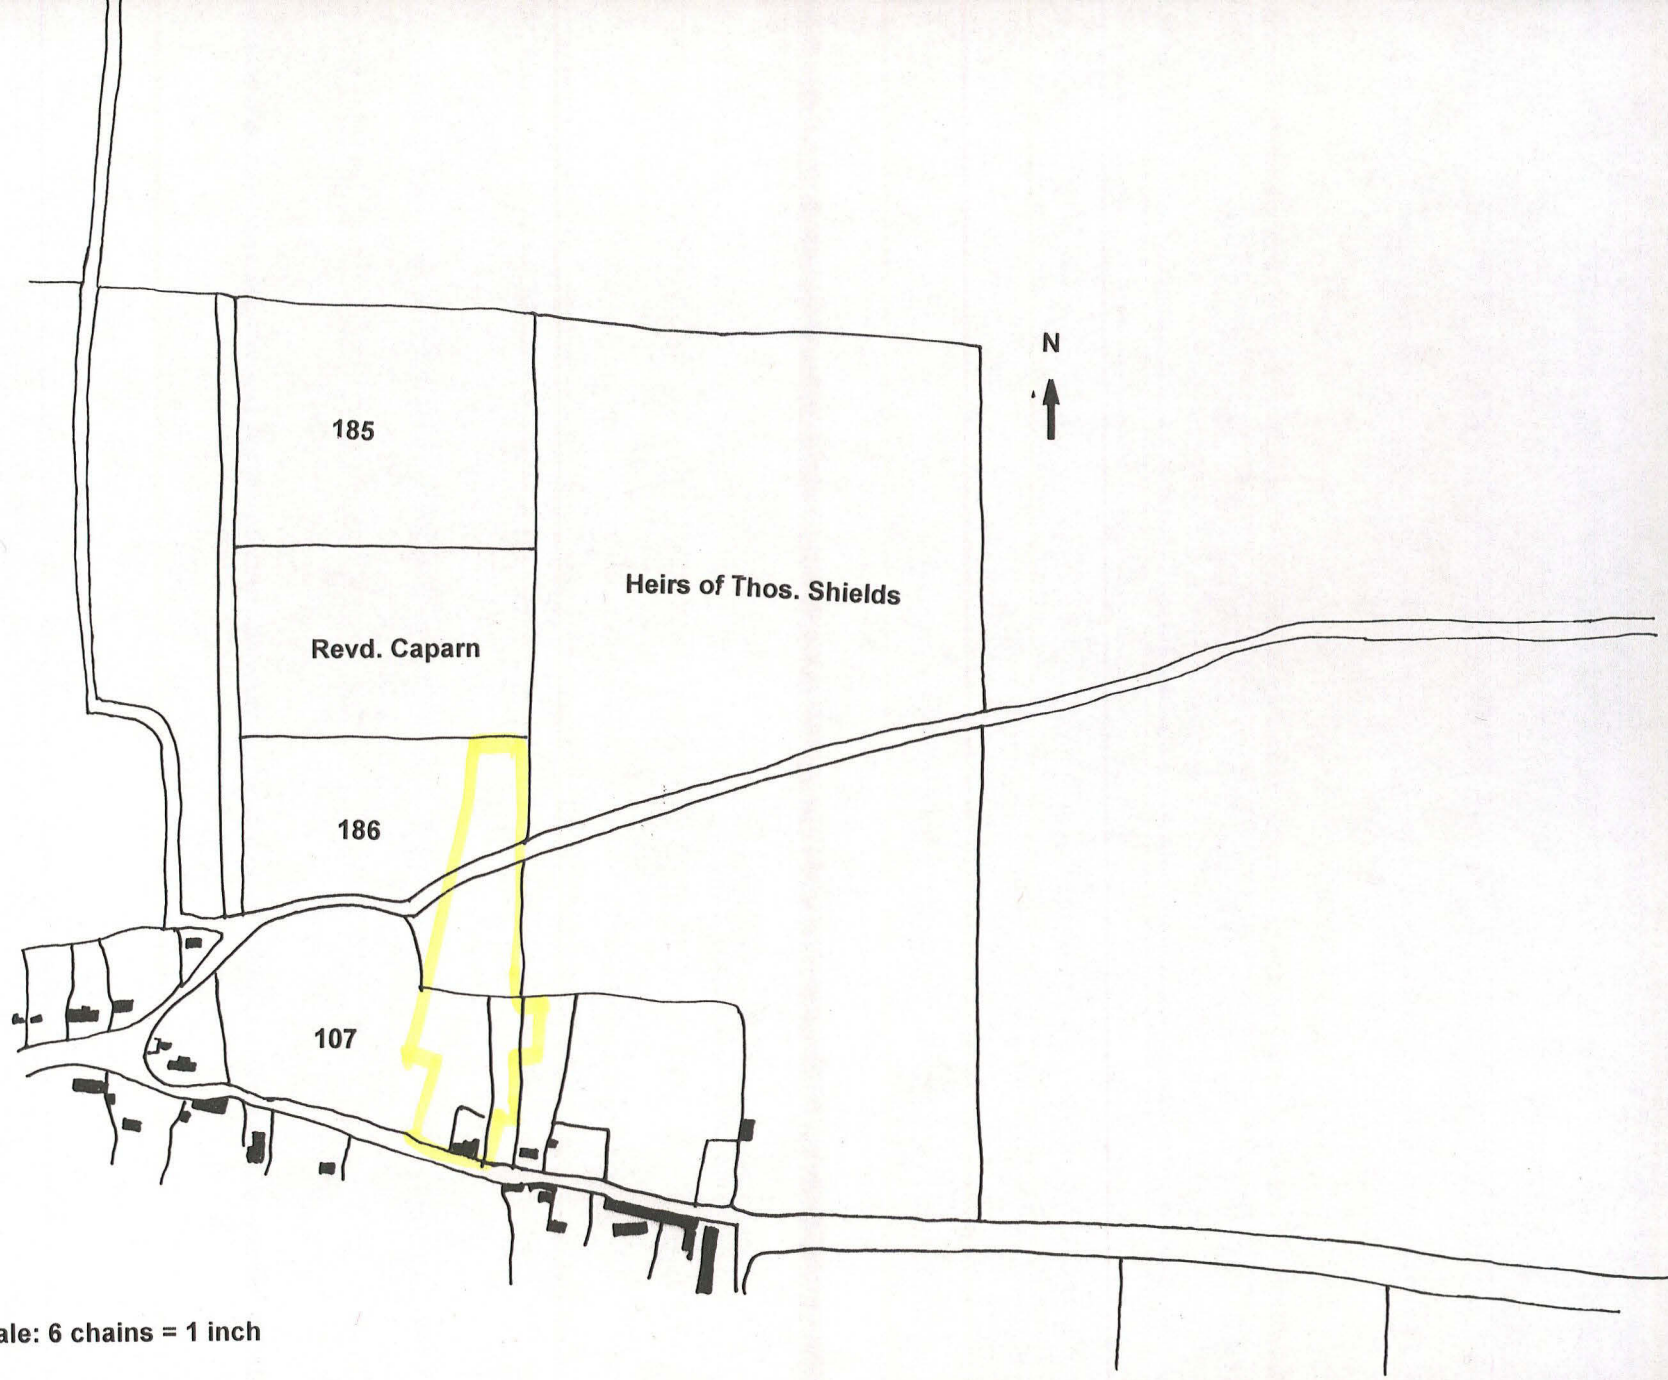 N
185
Heirs of Thos. Shields
Revd. Caparn
186
107
ale: 6 chains = 1 inch